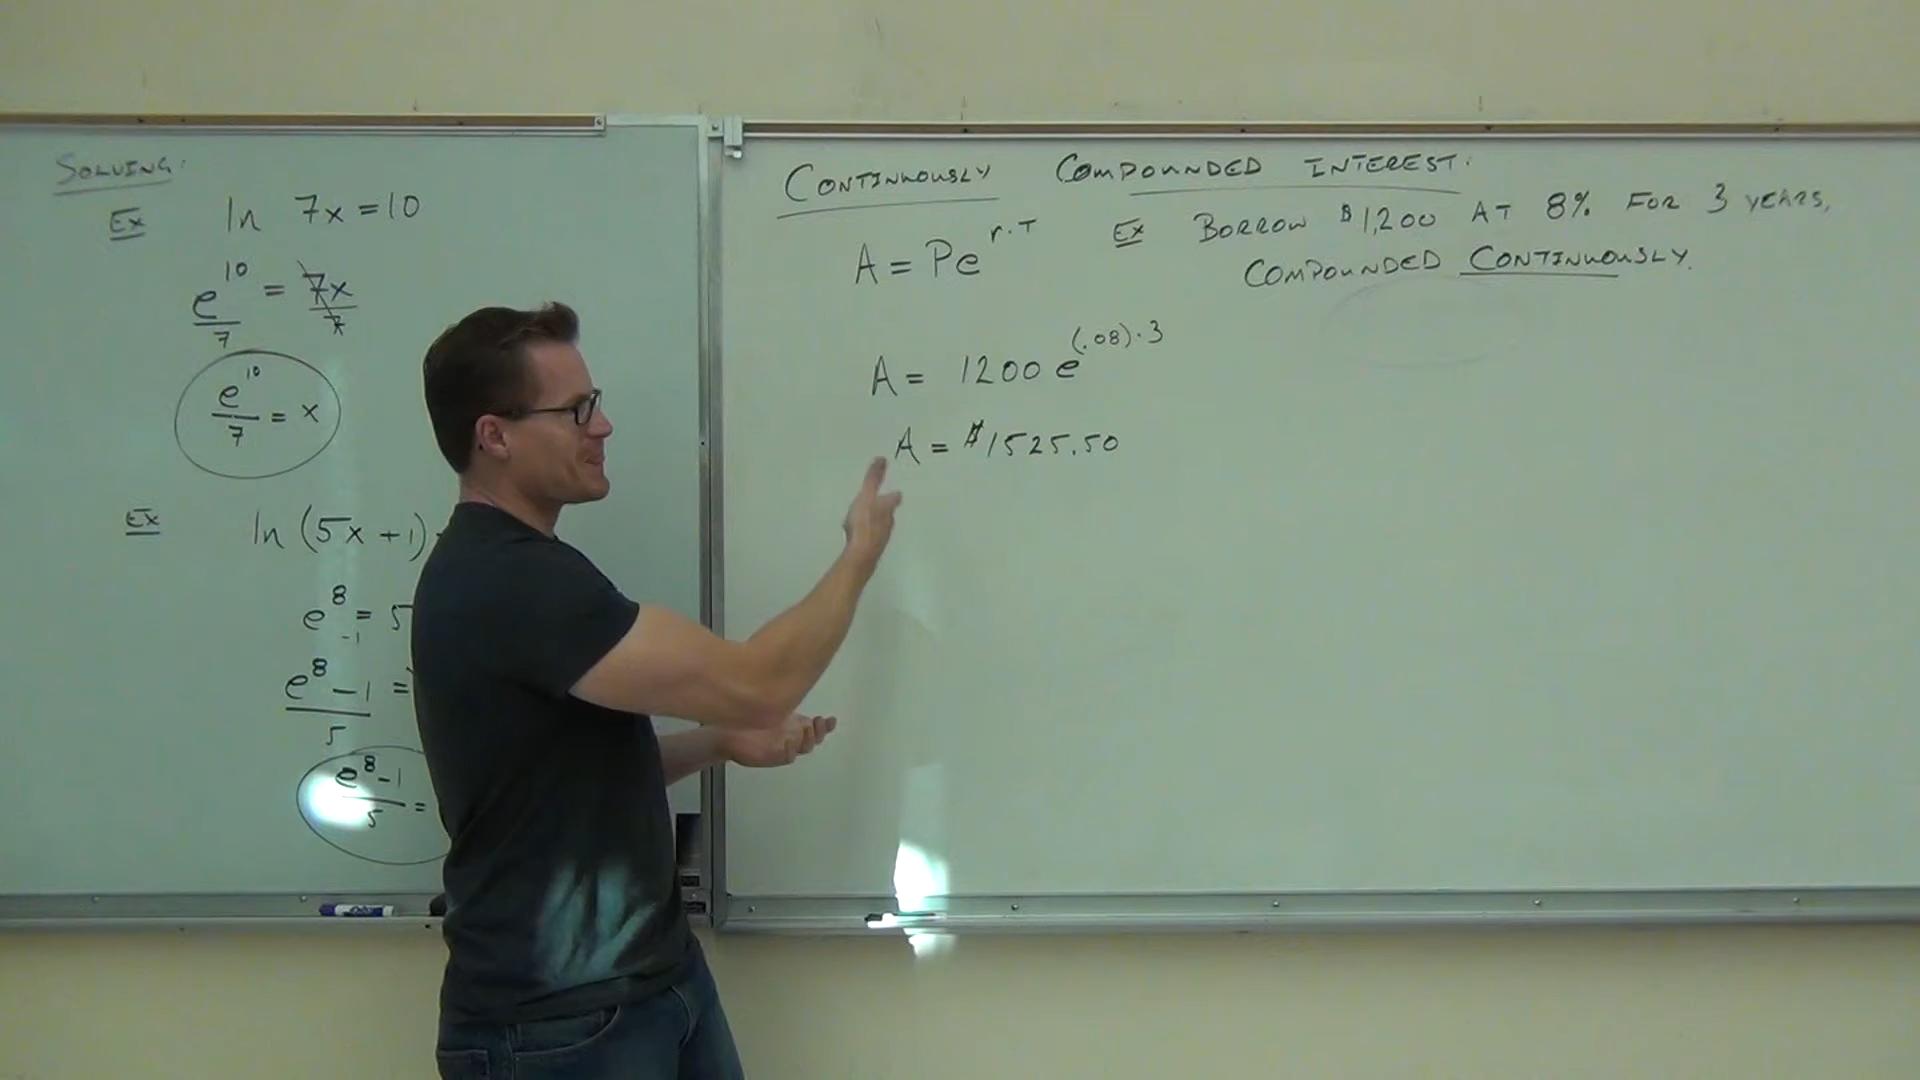 SOLVING:
Ex ln 7x = 10
e^10/7 = 7x/7
e^10/7 = x
Ex ln (5x + 1)
e^8 = 5
-1
e^8 - 1 =
5
e^8 - 1/5 =
CONTINUOUSLY COMPOUNDED INTEREST.
A = Pe^r·T
Ex BORROW $1,200 AT 8% FOR 3 YEARS,
COMPOUNDED CONTINUOUSLY.
A = 1200 e^(.08)·3
A = $1525.50